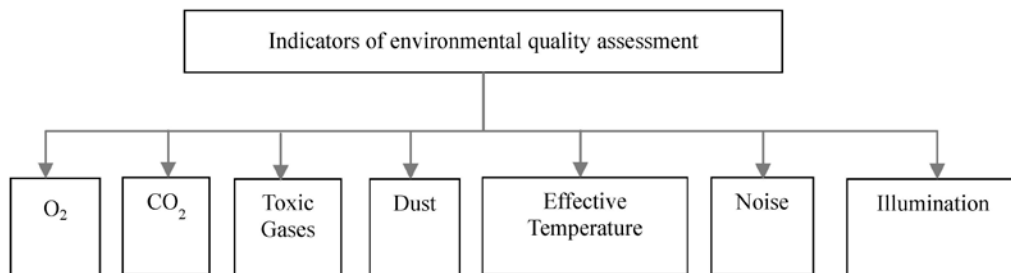 Indicators of environmental quality assessment
O₂
CO₂
Toxic
Gases
Dust
Effective
Temperature
Noise
Illumination